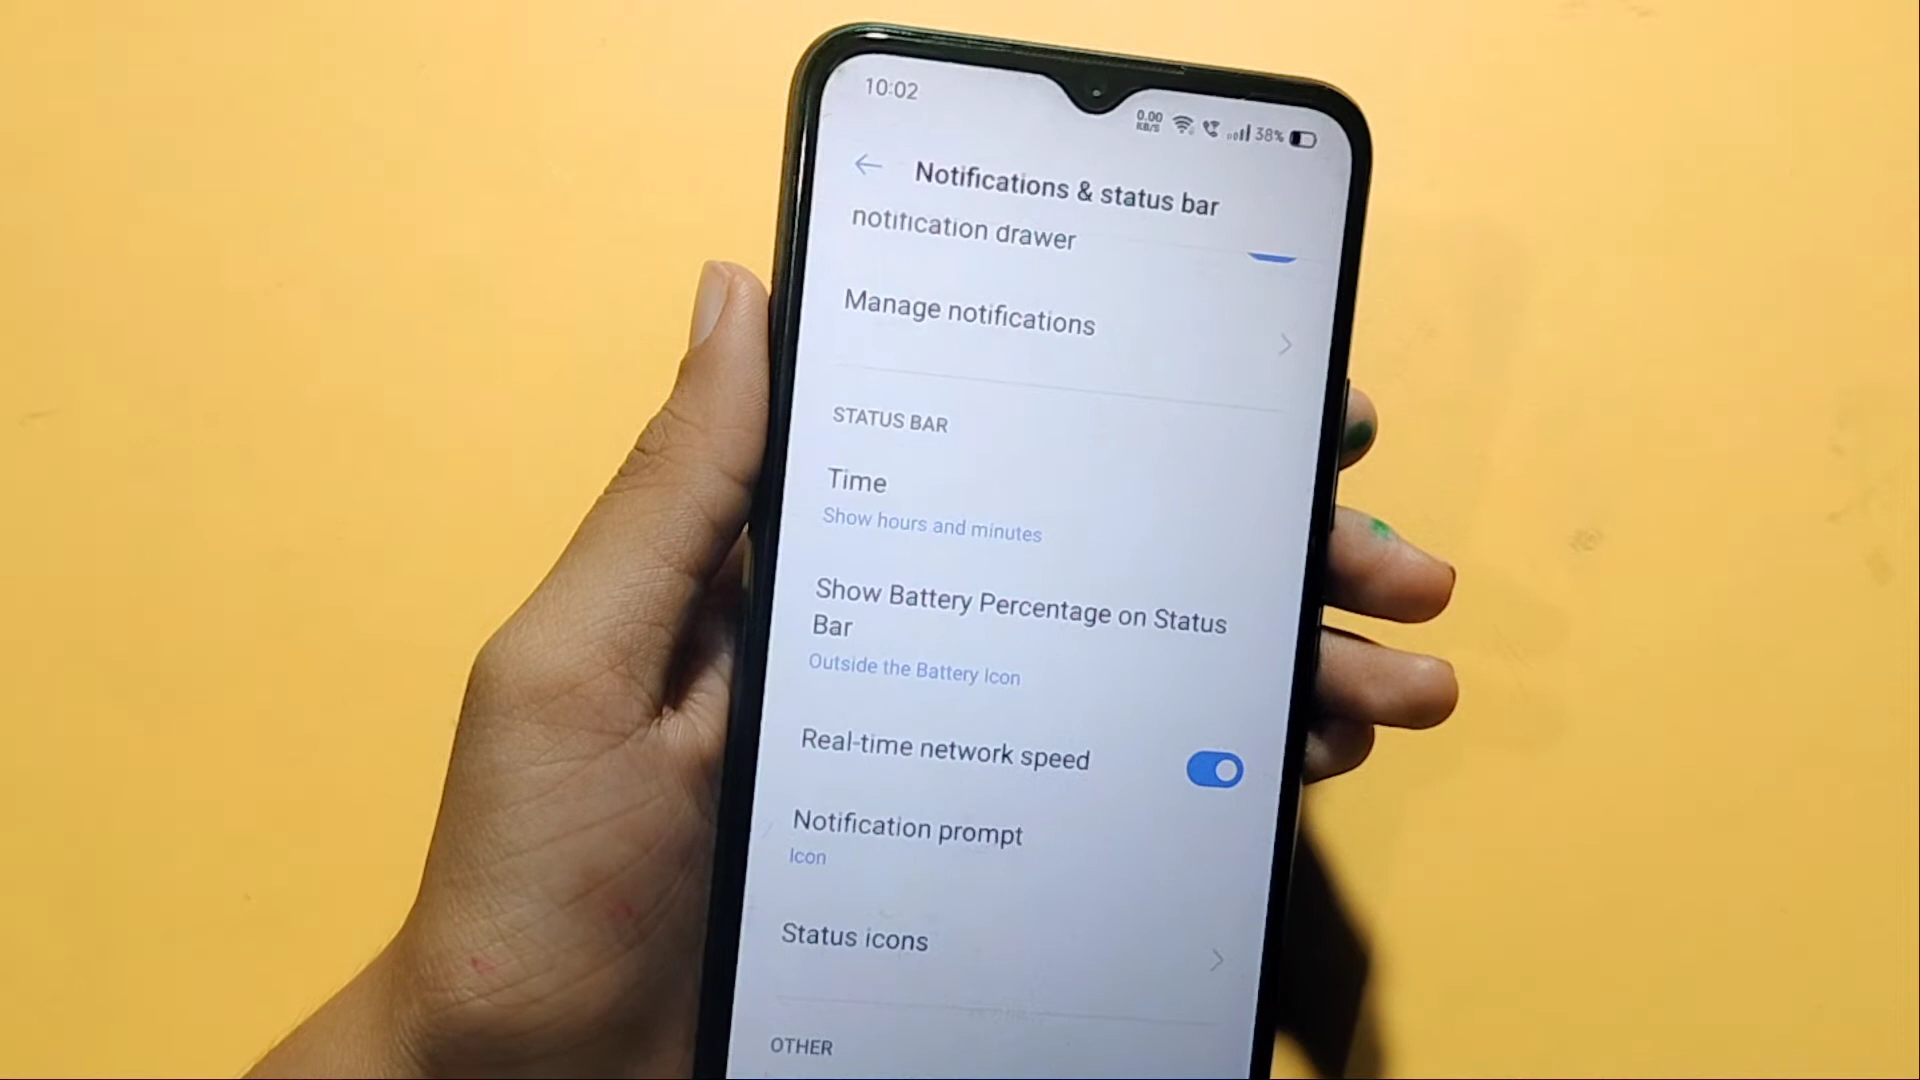 10:02
0.00
KB/S
38%
Notifications & status bar
notification drawer
Manage notifications
STATUS BAR
Time
Show hours and minutes
Show Battery Percentage on Status
Bar
Outside the Battery Icon
Real-time network speed
Notification prompt
Icon
Status icons
OTHER